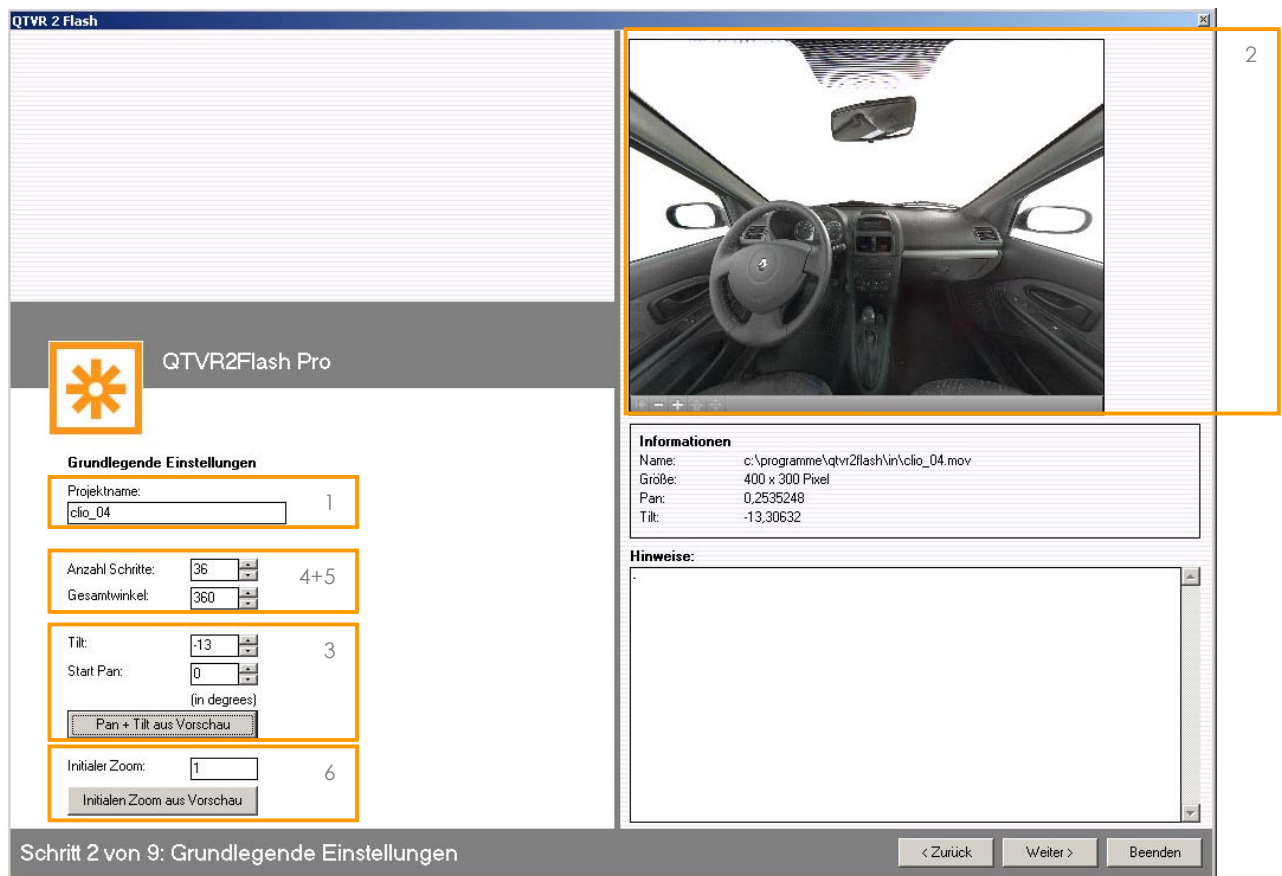 QTVR 2 Flash
2
QTVR2Flash Pro
Grundlegende Einstellungen
Projektname:
clio_04
1
Anzahl Schritte: 36
Gesamtwinkel: 360
4+5
Tilt: -13
Start Pan: 0
(in degrees)
Pan + Tilt aus Vorschau
3
Initialer Zoom: 1
Initialen Zoom aus Vorschau
6
Informationen
Name: c:\programme\qtvr2flash\in\clio_04.mov
Größe: 400 x 300 Pixel
Pan: 0,2535248
Tilt: -13,30632
Hinweise:
-
Schritt 2 von 9: Grundlegende Einstellungen
< Zurück
Weiter >
Beenden